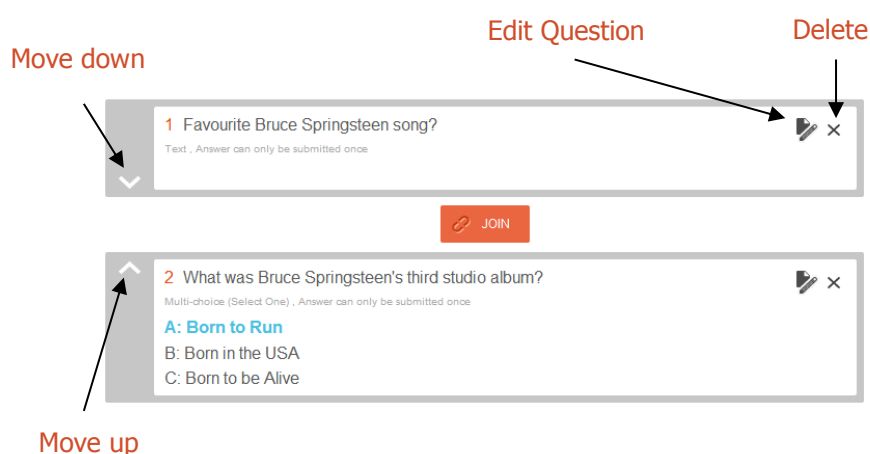 Edit Question
Delete
Move down
1 Favourite Bruce Springsteen song?
Text , Answer can only be submitted once
JOIN
2 What was Bruce Springsteen's third studio album?
Multi-choice (Select One) , Answer can only be submitted once
A: Born to Run
B: Born in the USA
C: Born to be Alive
Move up